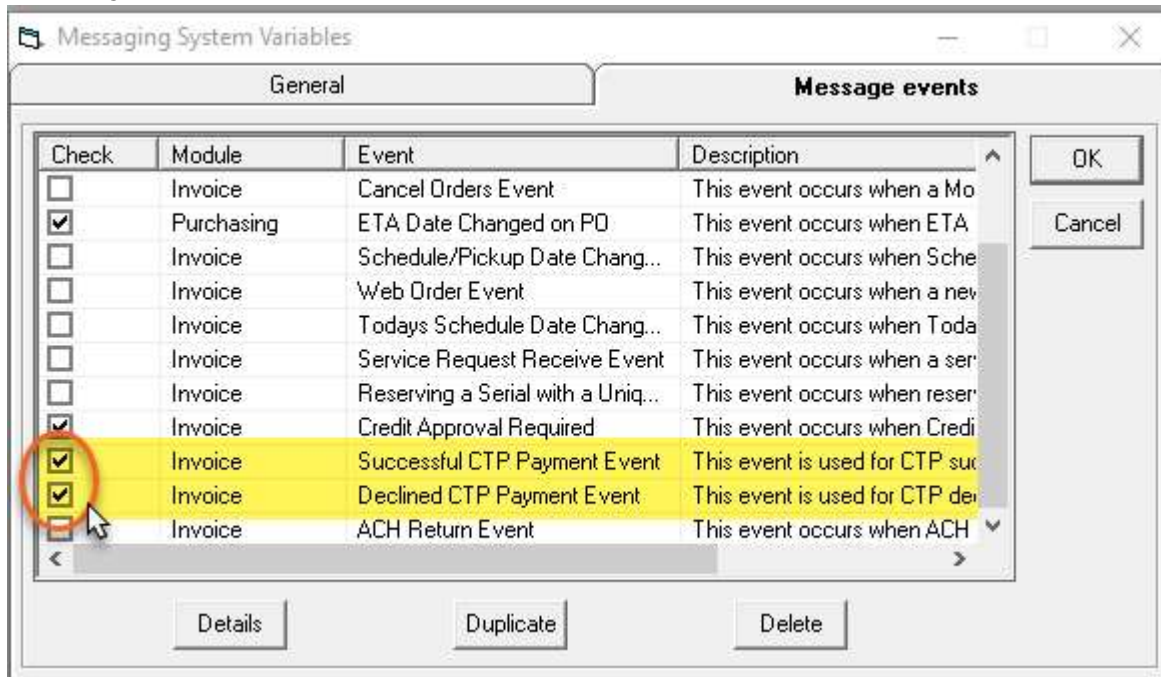 Messaging System Variables
General Message events
Check Module Event Description OK
Invoice Cancel Orders Event This event occurs when a Mo
Purchasing ETA Date Changed on PO This event occurs when ETA Cancel
Invoice Schedule/Pickup Date Chang... This event occurs when Sche
Invoice Web Order Event This event occurs when a new
Invoice Todays Schedule Date Chang... This event occurs when Toda
Invoice Service Request Receive Event This event occurs when a ser
Invoice Reserving a Serial with a Uniq... This event occurs when reser
Invoice Credit Approval Required This event occurs when Credi
Invoice Successful CTP Payment Event This event is used for CTP suc
Invoice Declined CTP Payment Event This event is used for CTP de
Invoice ACH Return Event This event occurs when ACH
Details Duplicate Delete